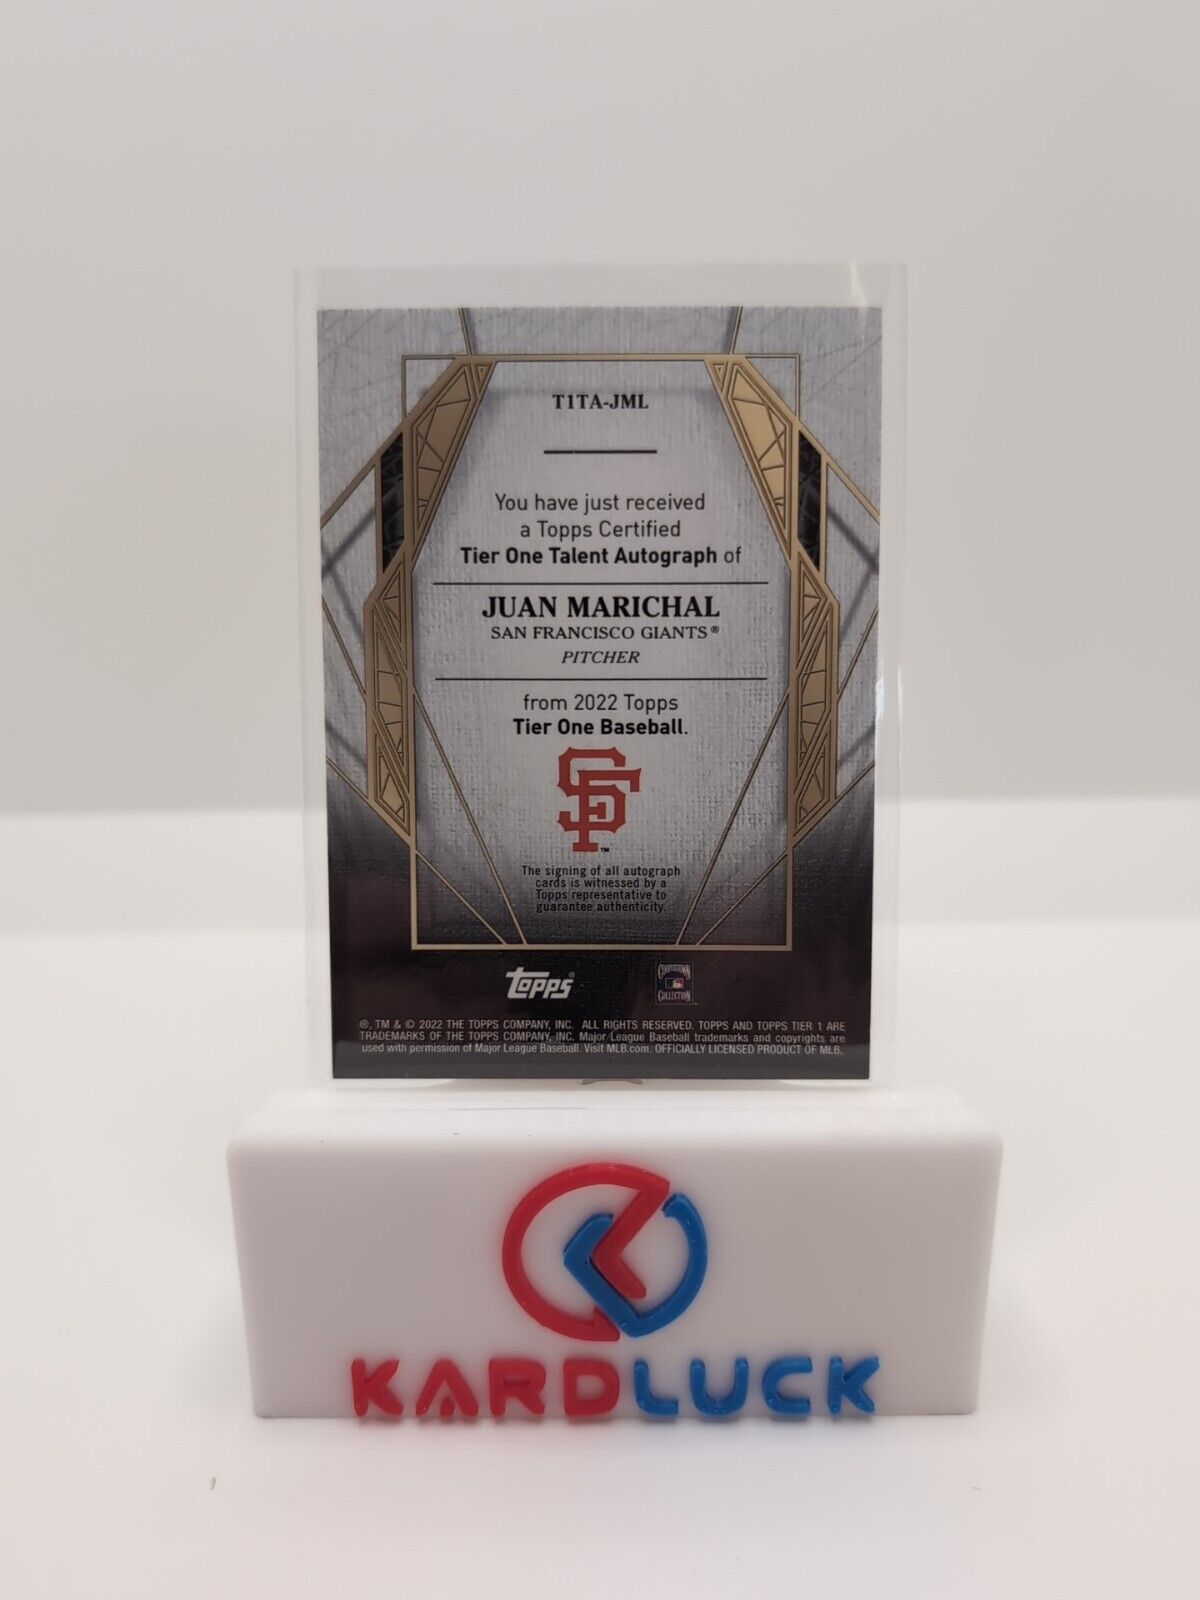 T1TA-JML
You have just received
a Topps Certified
Tier One Talent Autograph of
JUAN MARICHAL
SAN FRANCISCO GIANTS®
PITCHER
from 2022 Topps
Tier One Baseball.
SF™
The signing of all autograph
cards is witnessed by a
Topps representative to
guarantee authenticity.
topps®
COOPERSTOWN
COLLECTION
®, TM & © 2022 THE TOPPS COMPANY, INC. ALL RIGHTS RESERVED. TOPPS AND TOPPS TIER 1 ARE
TRADEMARKS OF THE TOPPS COMPANY, INC. Major League Baseball trademarks and copyrights are
used with permission of Major League Baseball. Visit MLB.com. OFFICIALLY LICENSED PRODUCT OF MLB.
KARDLUCK